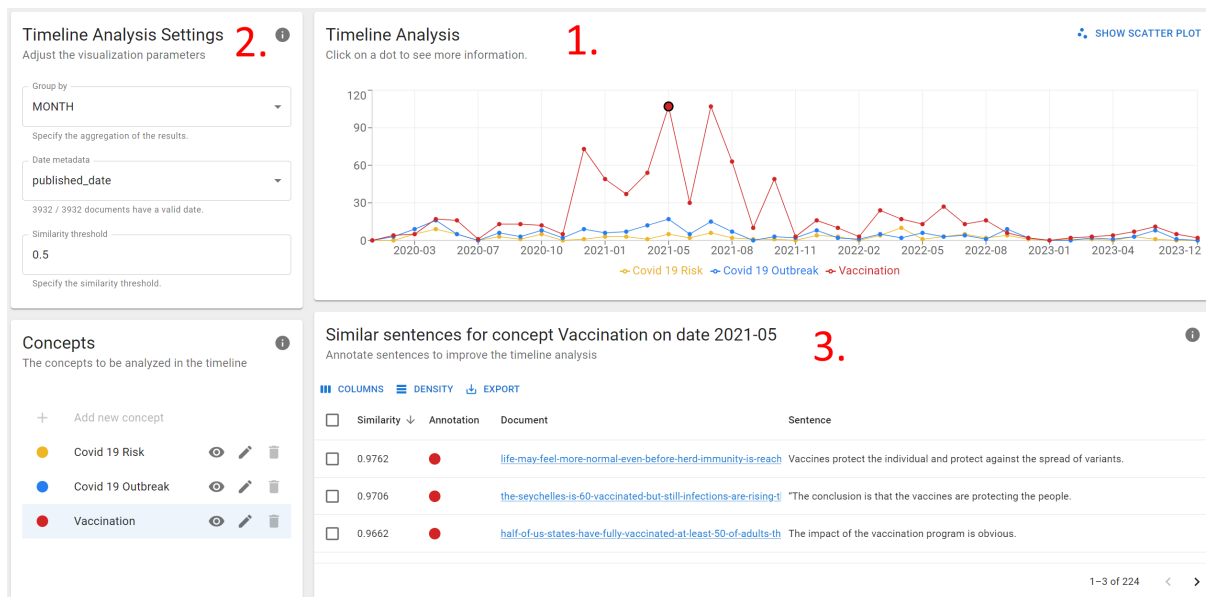 Timeline Analysis Settings
2.
Adjust the visualization parameters
Group by
MONTH
Specify the aggregation of the results.
Date metadata
published_date
3932 / 3932 documents have a valid date.
Similarity threshold
0.5
Specify the similarity threshold.
Timeline Analysis
1.
SHOW SCATTER PLOT
Click on a dot to see more information.
120
90
60
30
0
2020-03 2020-07 2020-10 2021-01 2021-05 2021-08 2021-11 2022-02 2022-05 2022-08 2023-01 2023-04 2023-12
Covid 19 Risk Covid 19 Outbreak Vaccination
Concepts
The concepts to be analyzed in the timeline
Add new concept
Covid 19 Risk
Covid 19 Outbreak
Vaccination
Similar sentences for concept Vaccination on date 2021-05
3.
Annotate sentences to improve the timeline analysis
COLUMNS DENSITY EXPORT
Similarity Annotation Document Sentence
0.9762 life-may-feel-more-normal-even-before-herd-immunity-is-reach Vaccines protect the individual and protect against the spread of variants.
0.9706 the-seychelles-is-60-vaccinated-but-still-infections-are-rising-t "The conclusion is that the vaccines are protecting the people.
0.9662 half-of-us-states-have-fully-vaccinated-at-least-50-of-adults-th The impact of the vaccination program is obvious.
1–3 of 224